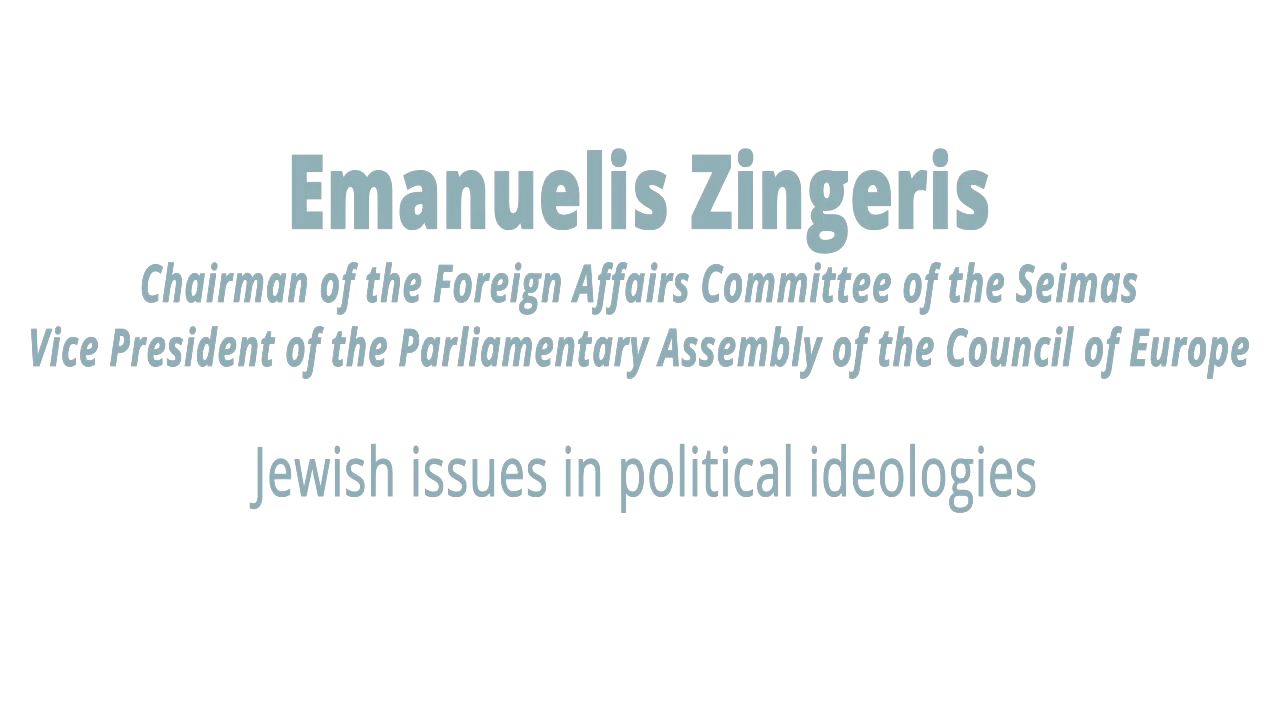 Emanuelis Zingeris
Chairman of the Foreign Affairs Committee of the Seimas
Vice President of the Parliamentary Assembly of the Council of Europe
Jewish issues in political ideologies